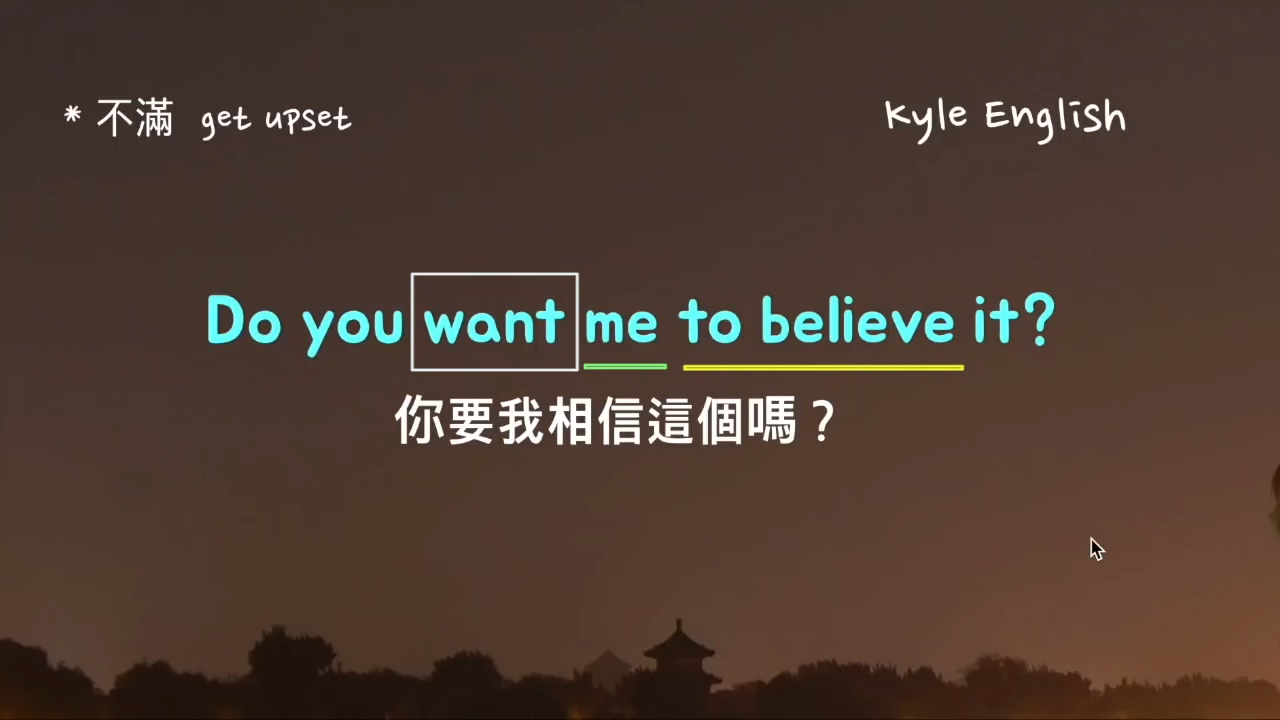 * 不滿 get upset
Kyle English
Do you want me to believe it?
你要我相信這個嗎？